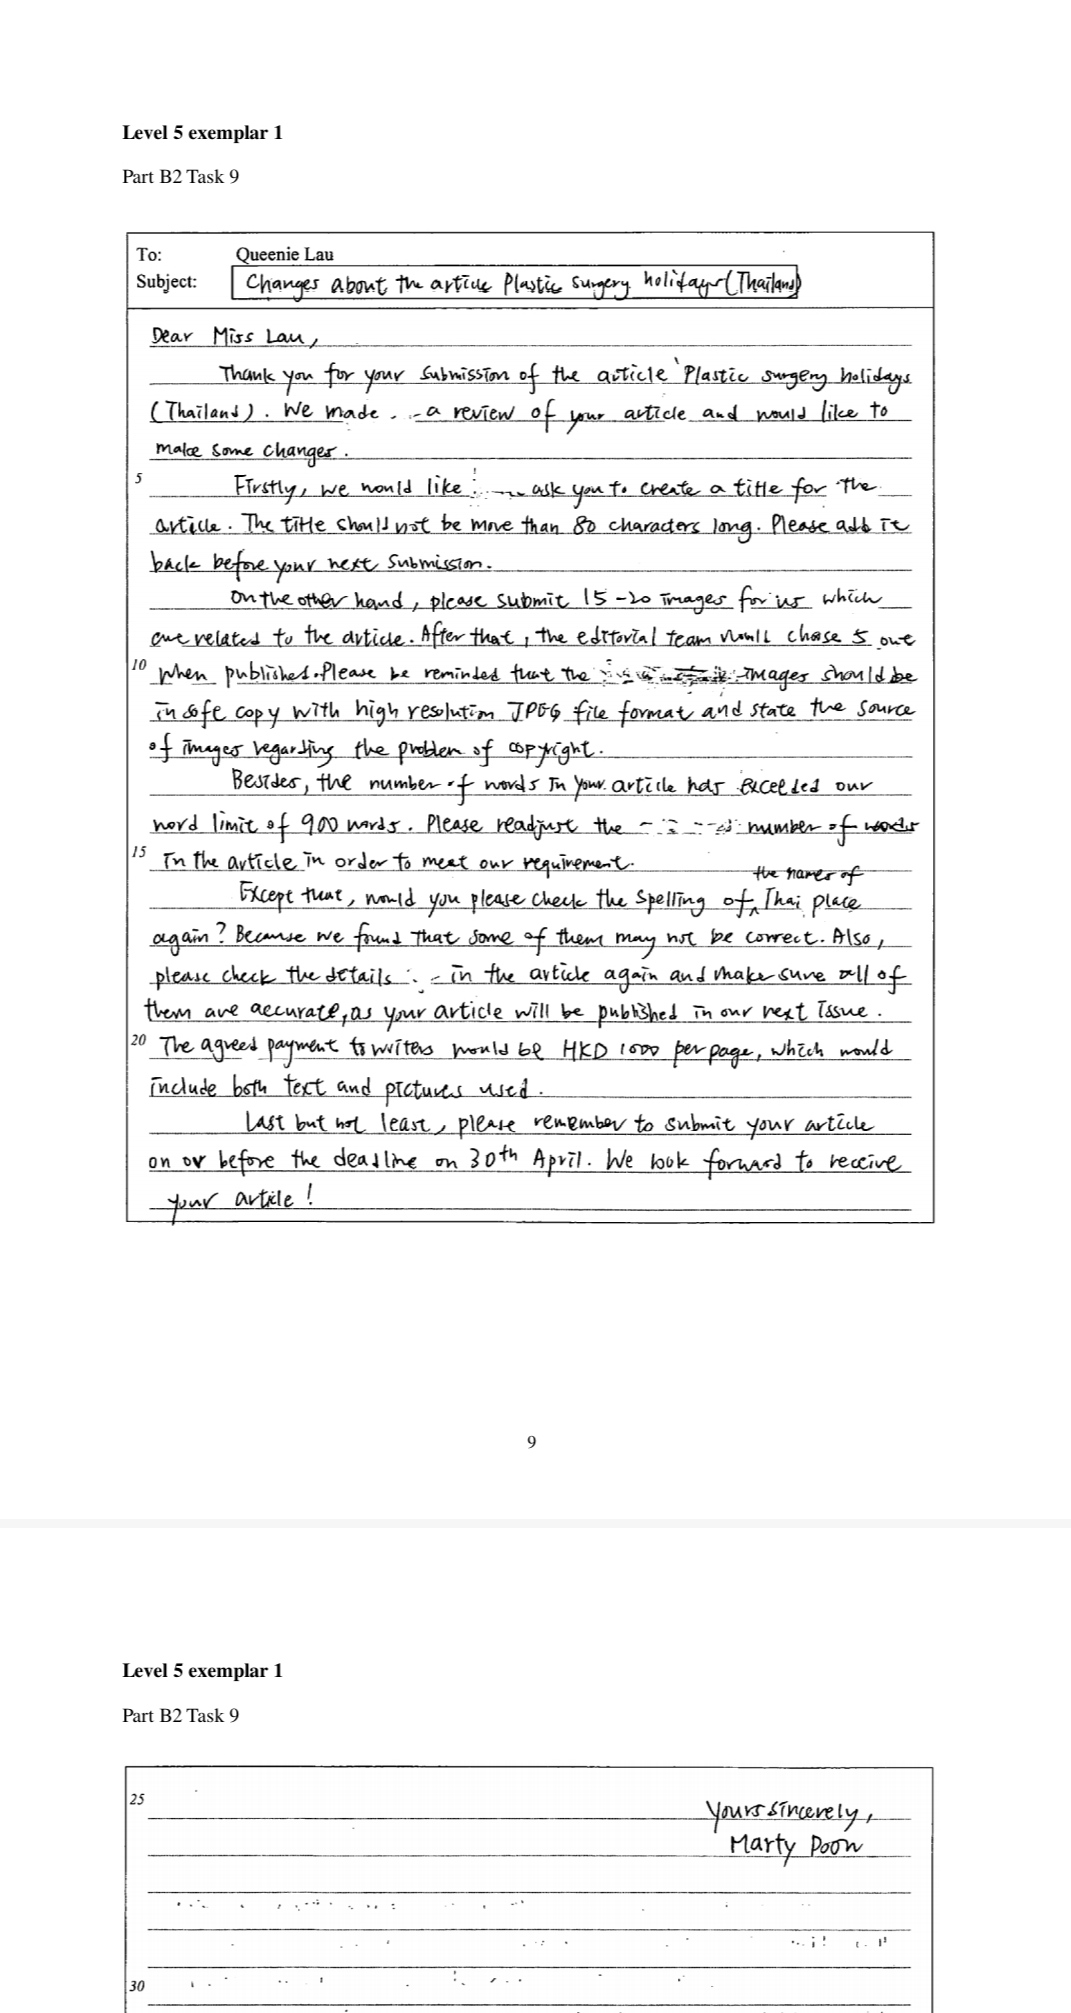 Level 5 exemplar 1
Part B2 Task 9
To: Queenie Lau
Subject: Changes about the article Plastic surgery holidays (Thailand)
Dear Miss Lau,
Thank you for your submission of the article 'Plastic surgery holidays
(Thailand). We made a review of your article and would like to
make some changes.
5 Firstly, we would like ask you to create a title for the
article. The title should not be more than 80 characters long. Please add it
back before your next submission.
On the other hand, please submit 15-20 images for us which
are related to the article. After that, the editorial team would chose 5 out
10 when published. Please be reminded that the images should be
in soft copy with high resolution JPEG file format and state the source
of images regarding the problem of copyright.
Besides, the number of words in your article has exceeded our
word limit of 900 words. Please readjust the number of words
15 in the article in order to meet our requirement.
the names of
Except that, would you please check the spelling of Thai place
again? Because we found that some of them may not be correct. Also,
please check the details in the article again and make sure all of
them are accurate, as your article will be published in our next issue.
20 The agreed payment to writers would be HKD 1000 per page, which would
include both text and pictures used.
Last but not least, please remember to submit your article
on or before the deadline on 30th April. We look forward to receive
your article!
9
Level 5 exemplar 1
Part B2 Task 9
25 Yours sincerely,
Marty Poon
30